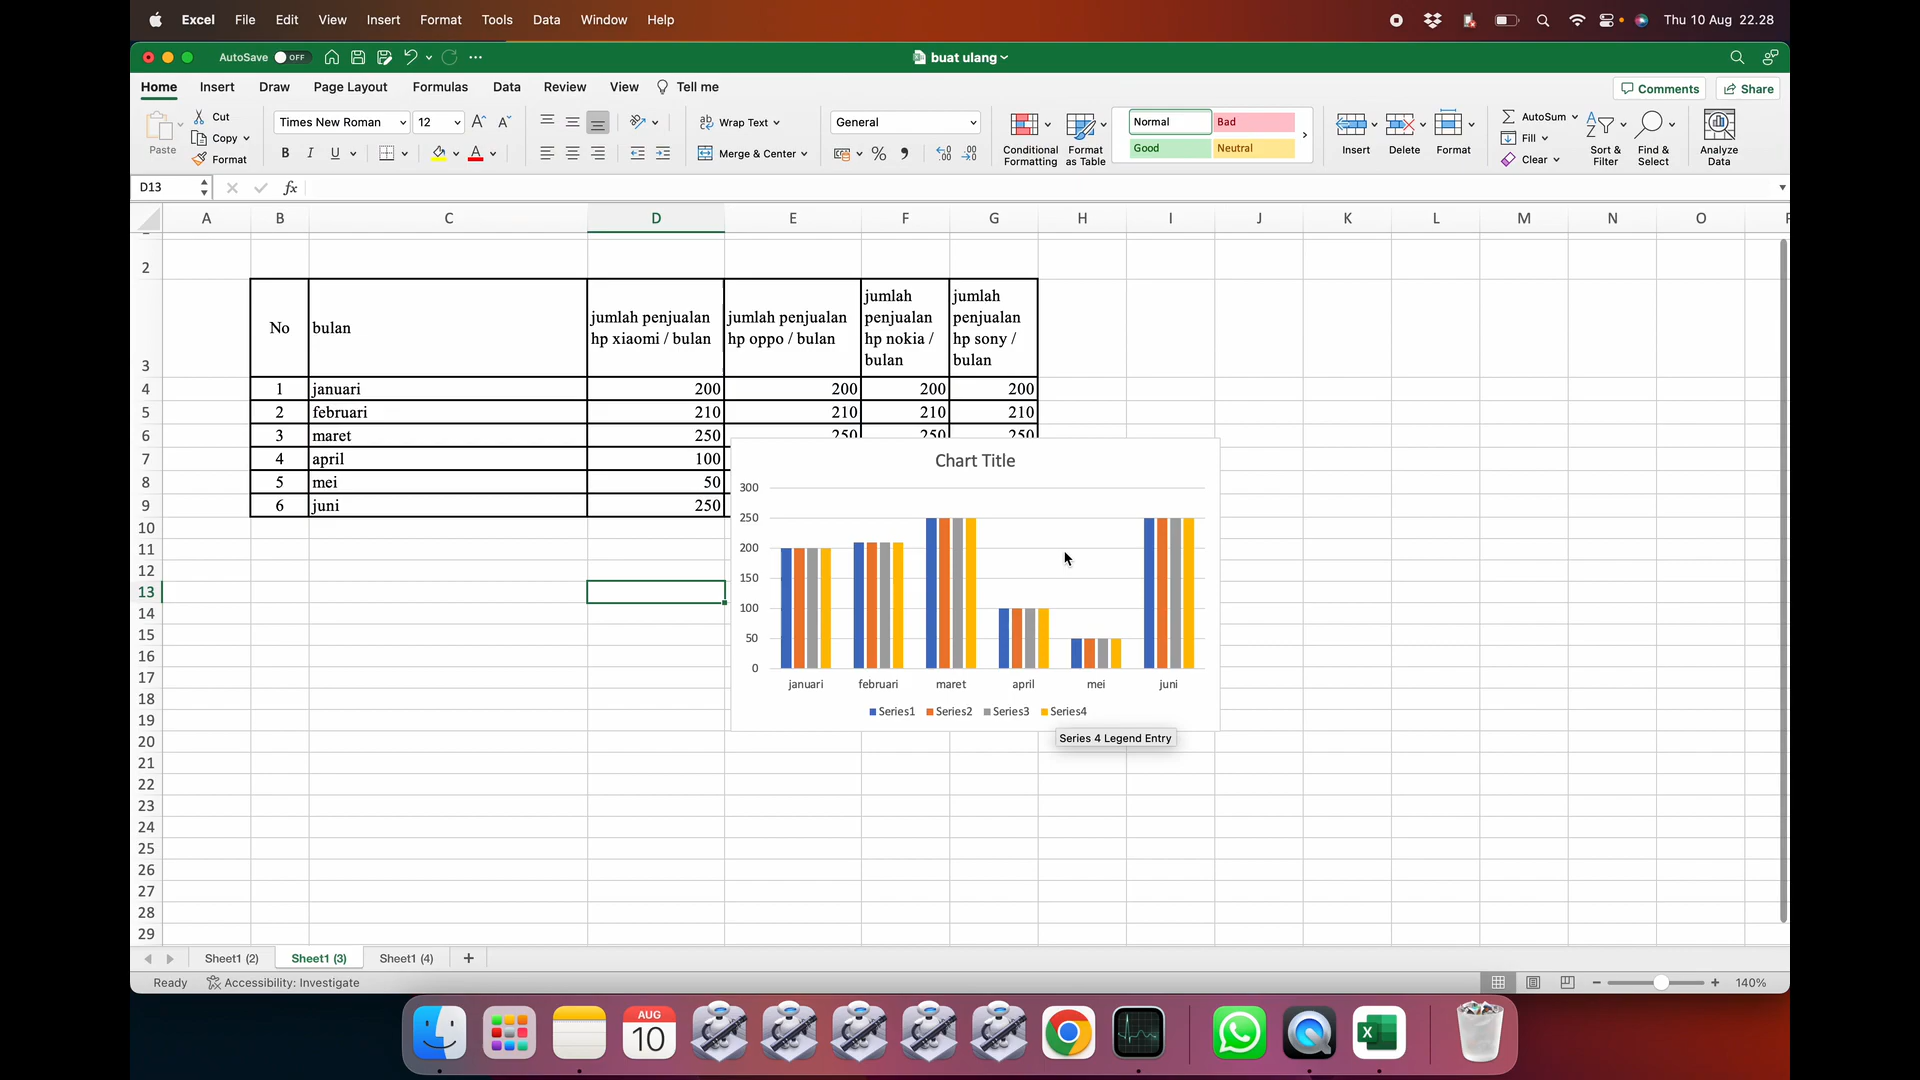 Excel File Edit View Insert Format Tools Data Window Help Thu 10 Aug 22.28
AutoSave OFF buat ulang
Home Insert Draw Page Layout Formulas Data Review View Tell me Comments Share
Paste Cut Copy Format
Times New Roman 12
B I U
Wrap Text
Merge & Center
General
Conditional Formatting
Format as Table
Normal Bad
Good Neutral
Insert Delete Format
AutoSum
Fill
Clear
Sort & Filter
Find & Select
Analyze Data
D13 fx
A B C D E F G H I J K L M N O
2
3 No bulan jumlah penjualan hp xiaomi / bulan jumlah penjualan hp oppo / bulan jumlah penjualan hp nokia / bulan jumlah penjualan hp sony / bulan
4 1 januari 200 200 200 200
5 2 februari 210 210 210 210
6 3 maret 250 250 250 250
7 4 april 100
8 5 mei 50
9 6 juni 250
10
11
12
13
14
15
16
17
18
19
20
21
22
23
24
25
26
27
28
29
Chart Title
300
250
200
150
100
50
0
januari februari maret april mei juni
Series1 Series2 Series3 Series4
Series 4 Legend Entry
Sheet1 (2) Sheet1 (3) Sheet1 (4) +
Ready Accessibility: Investigate 140%
AUG
10